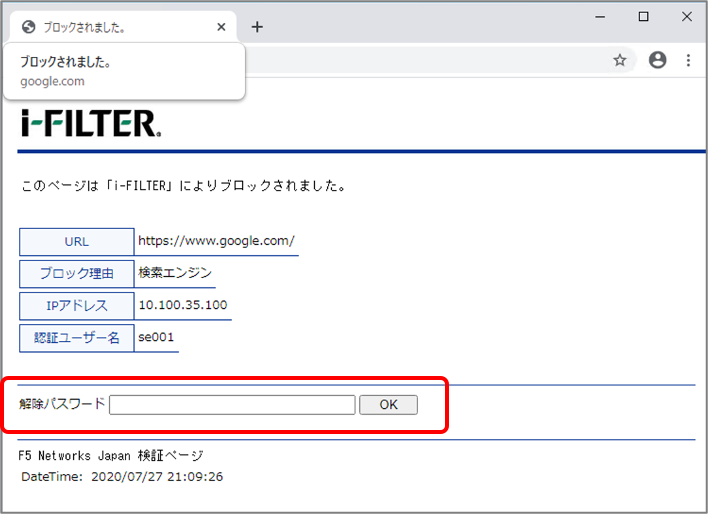 ブロックされました。
ブロックされました。
google.com
i-FILTER®
このページは「i-FILTER」によりブロックされました。
URL https://www.google.com/
ブロック理由 検索エンジン
IPアドレス 10.100.35.100
認証ユーザー名 se001
解除パスワード OK
F5 Networks Japan 検証ページ
DateTime: 2020/07/27 21:09:26